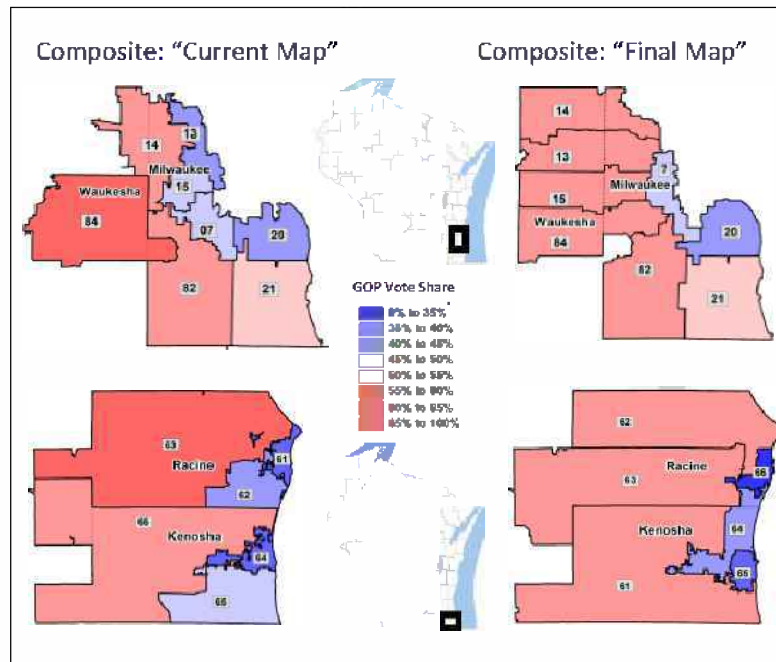 Composite: "Current Map"
Composite: "Final Map"
14
13
Milwaukee
15
Waukesha
84
07
20
82
21
14
13
7
Milwaukee
15
Waukesha
84
20
82
21
GOP Vote Share
0% to 35%
35% to 40%
40% to 45%
45% to 50%
50% to 55%
55% to 60%
60% to 65%
65% to 100%
63
61
Racine
62
66
Kenosha
64
65
62
Racine
66
63
64
Kenosha
65
61